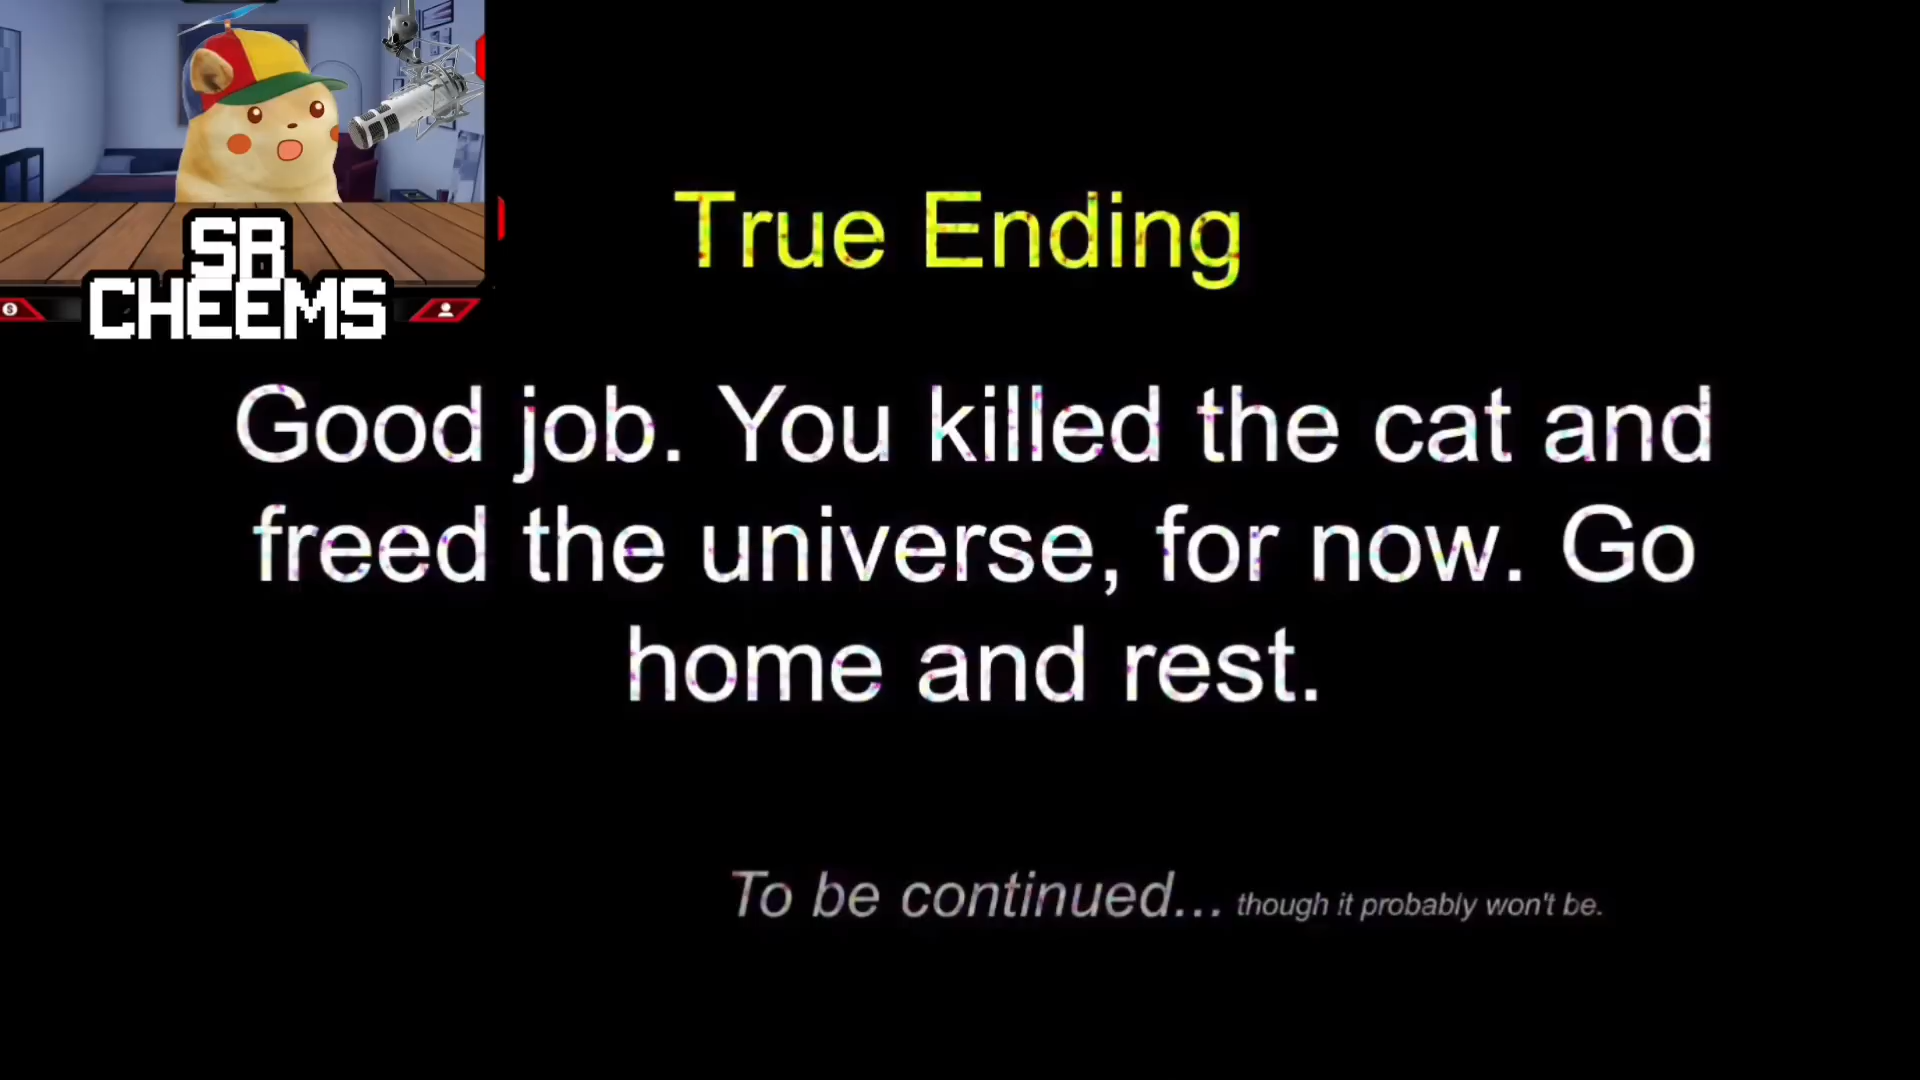 SR
CHEEMS
True Ending
Good job. You killed the cat and
freed the universe, for now. Go
home and rest.
To be continued... though it probably won't be.